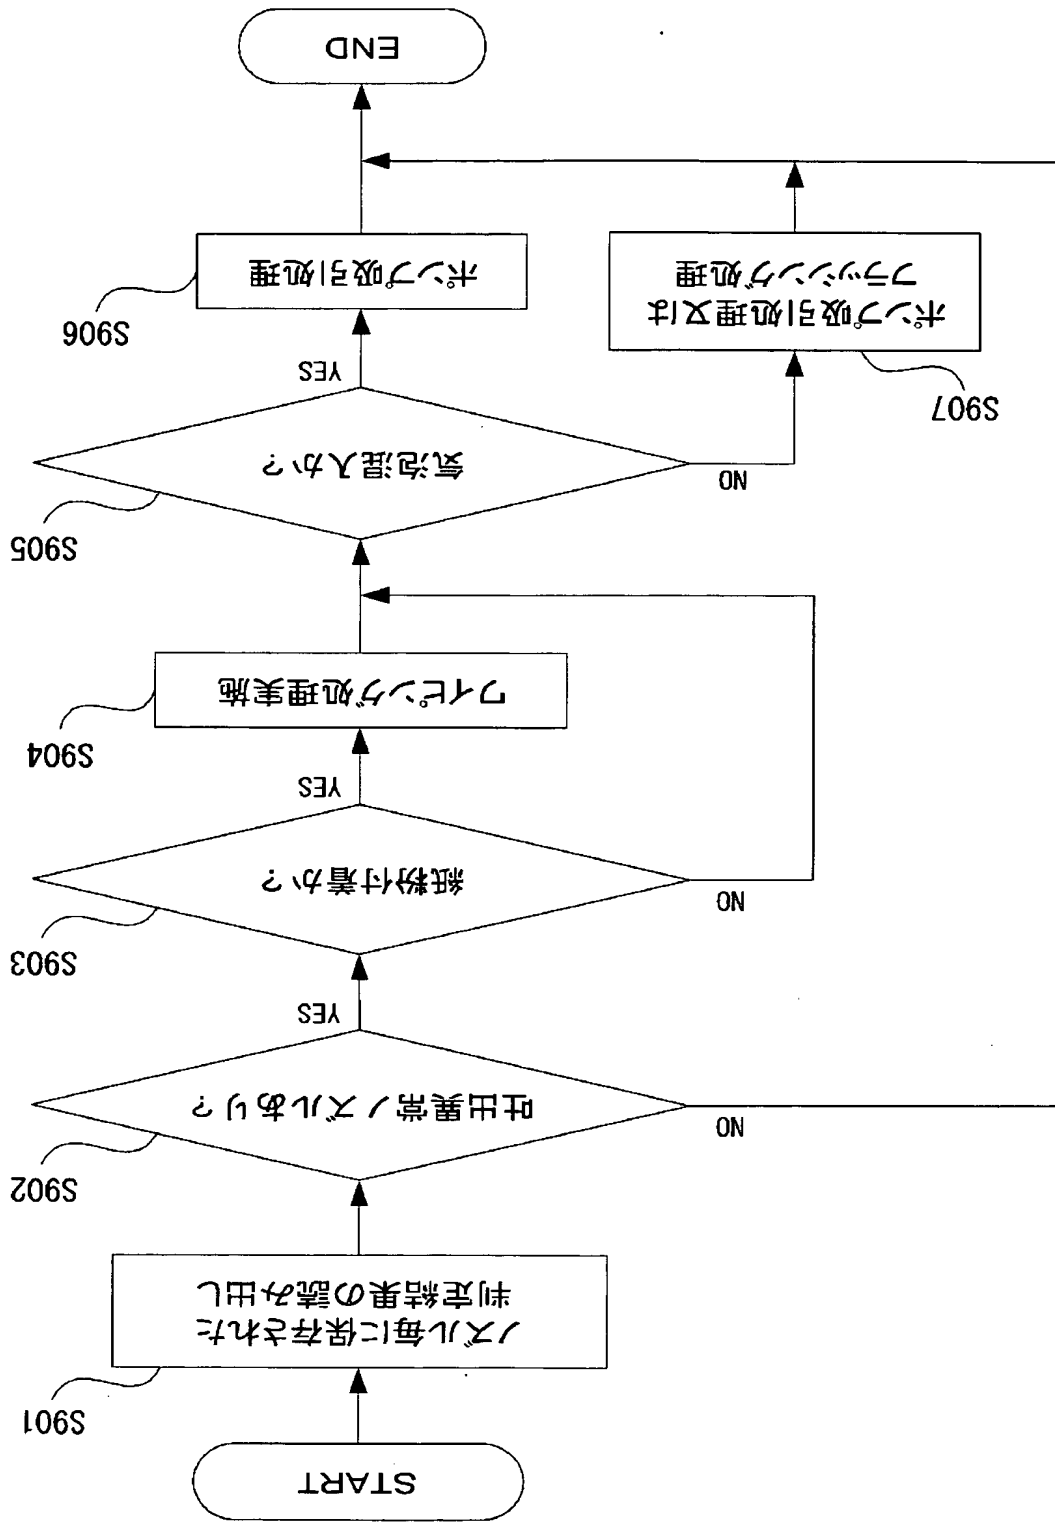 START
S901
ノズル毎に保存された
判定結果の読み出し
S902
吐出異常ノズルあり?
NO
YES
S903
紙粉付着か?
NO
YES
S904
ワイピング処理実施
S905
気泡混入か?
NO
YES
S907
ポンプ吸引処理又は
フラッシング処理
S906
ポンプ吸引処理
END